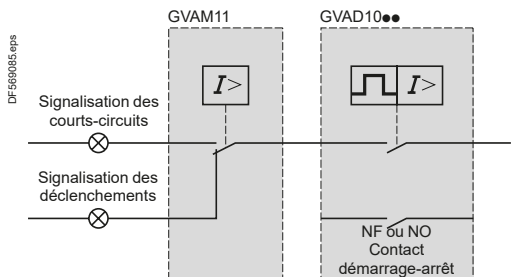 GVAM11
GVAD10●●
DF569085.eps
I>
I>
Signalisation des
courts-circuits
Signalisation des
déclenchements
NF ou NO
Contact
démarrage-arrêt